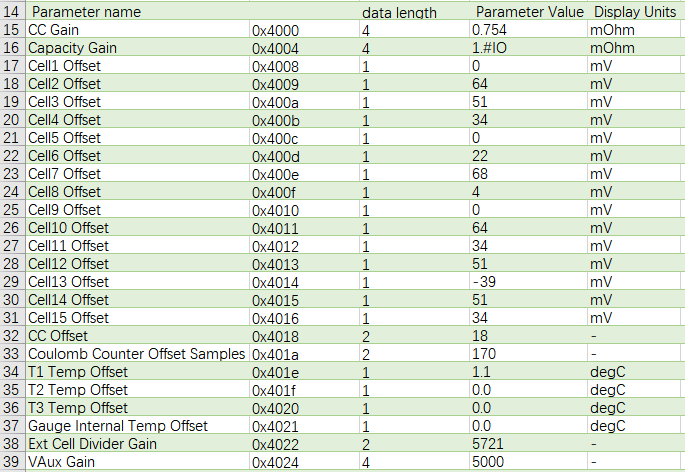 14 Parameter name data length Parameter Value Display Units
15 CC Gain 0x4000 4 0.754 mOhm
16 Capacity Gain 0x4004 4 1.#IO mOhm
17 Cell1 Offset 0x4008 1 0 mV
18 Cell2 Offset 0x4009 1 64 mV
19 Cell3 Offset 0x400a 1 51 mV
20 Cell4 Offset 0x400b 1 34 mV
21 Cell5 Offset 0x400c 1 0 mV
22 Cell6 Offset 0x400d 1 22 mV
23 Cell7 Offset 0x400e 1 68 mV
24 Cell8 Offset 0x400f 1 4 mV
25 Cell9 Offset 0x4010 1 0 mV
26 Cell10 Offset 0x4011 1 64 mV
27 Cell11 Offset 0x4012 1 34 mV
28 Cell12 Offset 0x4013 1 51 mV
29 Cell13 Offset 0x4014 1 -39 mV
30 Cell14 Offset 0x4015 1 51 mV
31 Cell15 Offset 0x4016 1 34 mV
32 CC Offset 0x4018 2 18 -
33 Coulomb Counter Offset Samples 0x401a 2 170 -
34 T1 Temp Offset 0x401e 1 1.1 degC
35 T2 Temp Offset 0x401f 1 0.0 degC
36 T3 Temp Offset 0x4020 1 0.0 degC
37 Gauge Internal Temp Offset 0x4021 1 0.0 degC
38 Ext Cell Divider Gain 0x4022 2 5721 -
39 VAux Gain 0x4024 4 5000 -